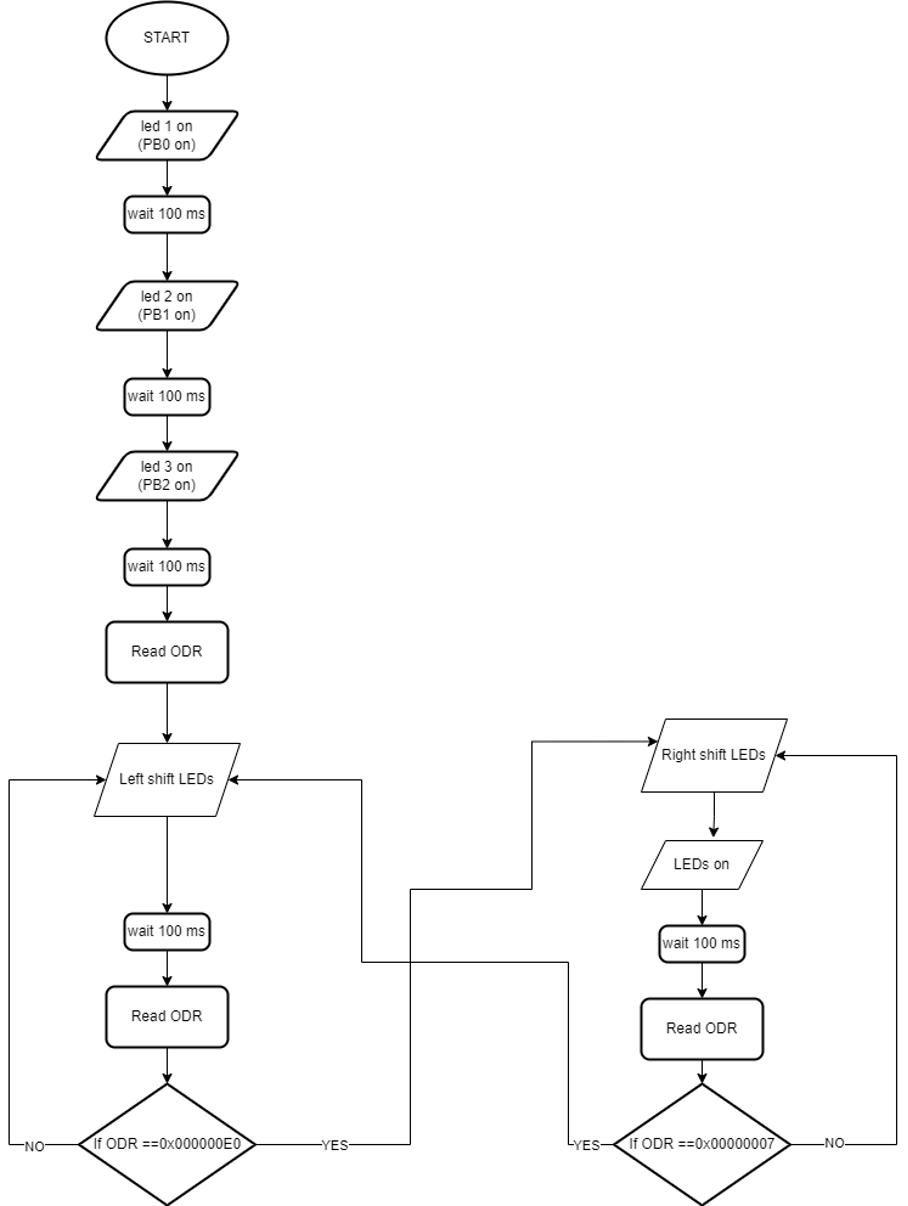 START
led 1 on
(PB0 on)
wait 100 ms
led 2 on
(PB1 on)
wait 100 ms
led 3 on
(PB2 on)
wait 100 ms
Read ODR
Left shift LEDs
wait 100 ms
Read ODR
If ODR ==0x000000E0
NO
YES
Right shift LEDs
LEDs on
wait 100 ms
Read ODR
If ODR ==0x00000007
YES
NO